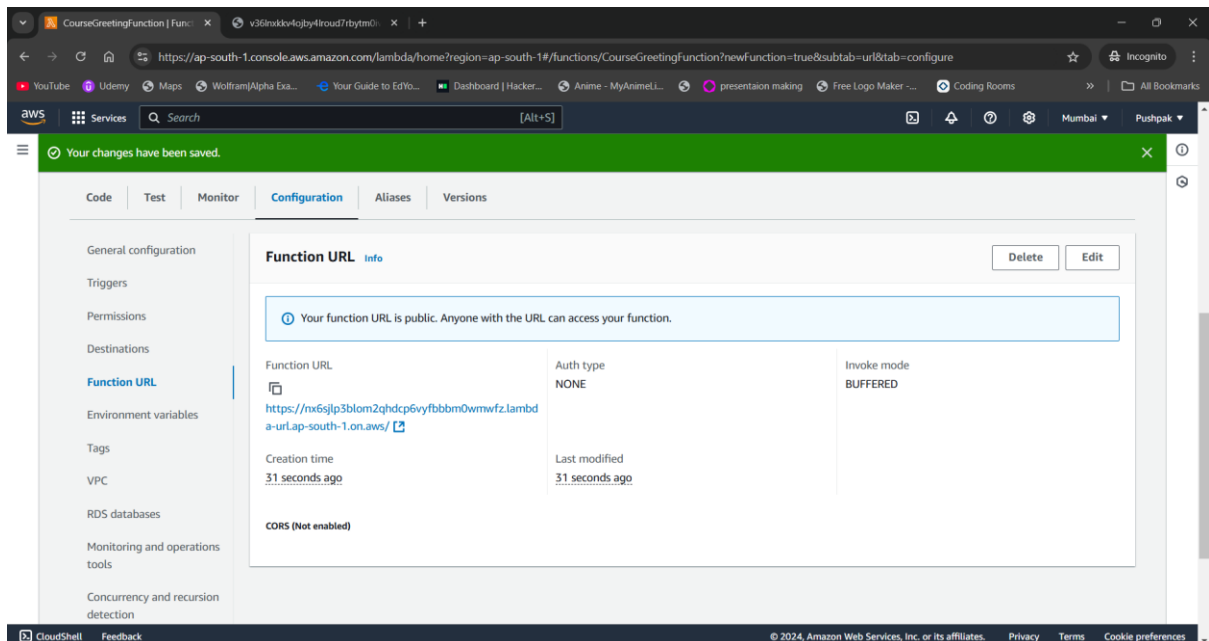 CourseGreetingFunction | Funct
v36lnxkkv4ojby4lroud7rbytm0i
https://ap-south-1.console.aws.amazon.com/lambda/home?region=ap-south-1#/functions/CourseGreetingFunction?newFunction=true&subtab=url&tab=configure
Incognito
YouTube Udemy Maps Wolfram|Alpha Exa... Your Guide to EdYo... Dashboard | Hacker... Anime - MyAnimeLi... presentaion making Free Logo Maker -... Coding Rooms » All Bookmarks
aws Services Search [Alt+S] Mumbai Pushpak
Your changes have been saved.
Code Test Monitor Configuration Aliases Versions
General configuration
Triggers
Permissions
Destinations
Function URL
Environment variables
Tags
VPC
RDS databases
Monitoring and operations
tools
Concurrency and recursion
detection
Function URL Info
Delete Edit
Your function URL is public. Anyone with the URL can access your function.
Function URL
https://nx6sjlp3blom2qhdcp6vyfbbbm0wmwfz.lambd
a-url.ap-south-1.on.aws/
Auth type
NONE
Invoke mode
BUFFERED
Creation time
31 seconds ago
Last modified
31 seconds ago
CORS (Not enabled)
CloudShell Feedback © 2024, Amazon Web Services, Inc. or its affiliates. Privacy Terms Cookie preferences